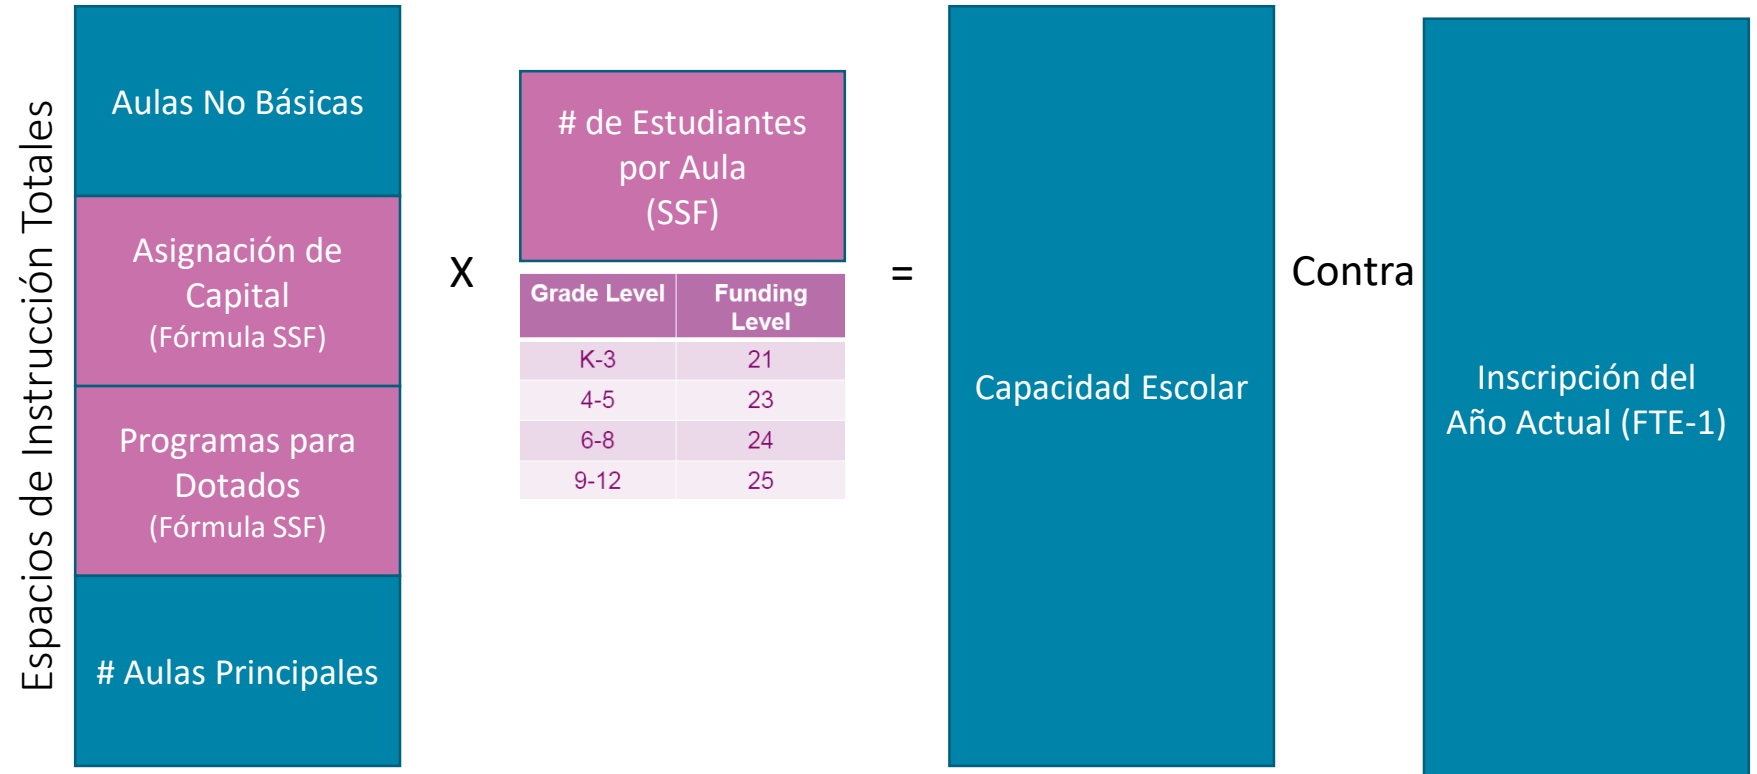 Espacios de Instrucción Totales
Aulas No Básicas
Asignación de
Capital
(Fórmula SSF)
Programas para
Dotados
(Fórmula SSF)
# Aulas Principales
X
# de Estudiantes
por Aula
(SSF)
Grade Level Funding
Level
K-3 21
4-5 23
6-8 24
9-12 25
=
Capacidad Escolar
Contra
Inscripción del
Año Actual (FTE-1)